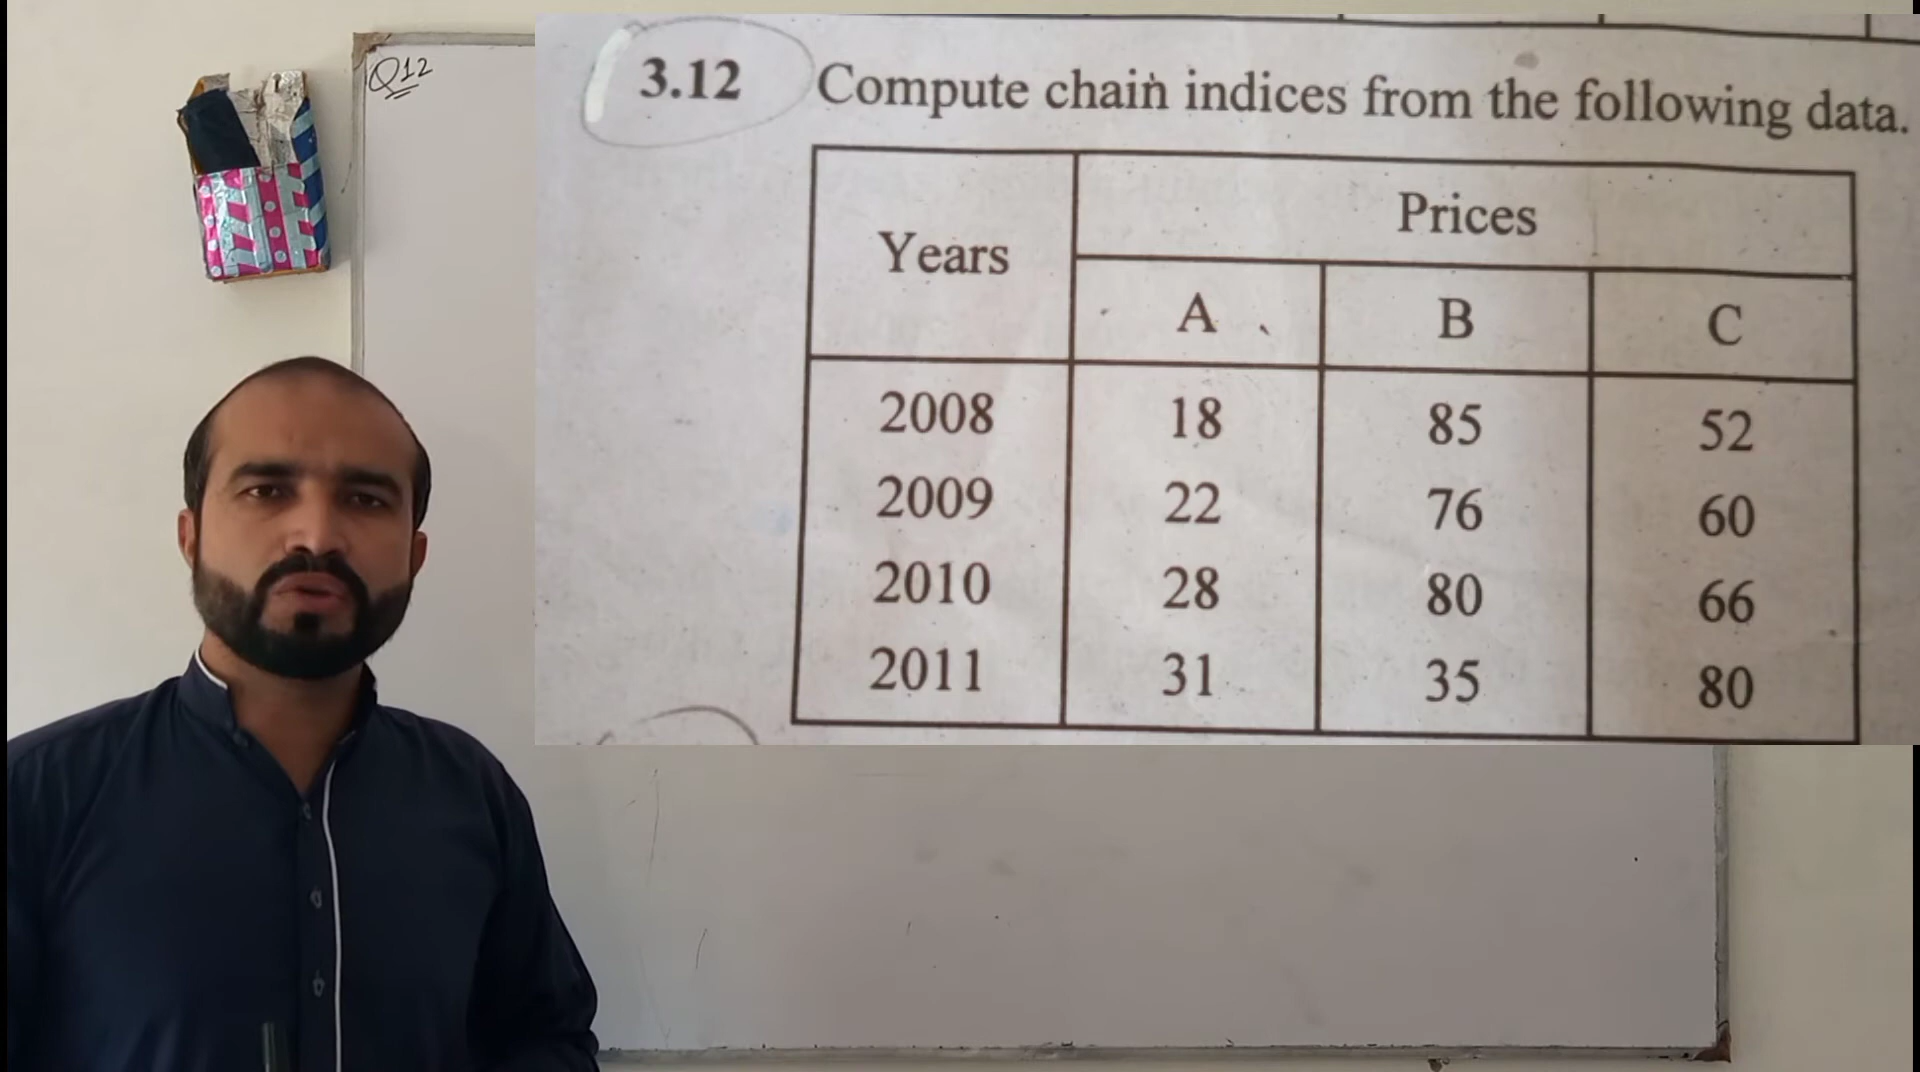 Q12
3.12 Compute chain indices from the following data.
Years Prices
A B C
2008 18 85 52
2009 22 76 60
2010 28 80 66
2011 31 35 80